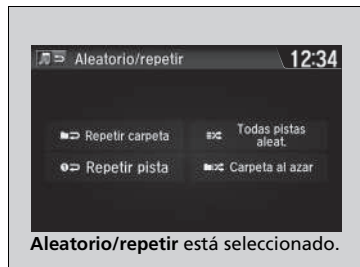 Aleatorio/repetir
12:34
Repetir carpeta
Todas pistas
aleat.
Repetir pista
Carpeta al azar
Aleatorio/repetir está seleccionado.